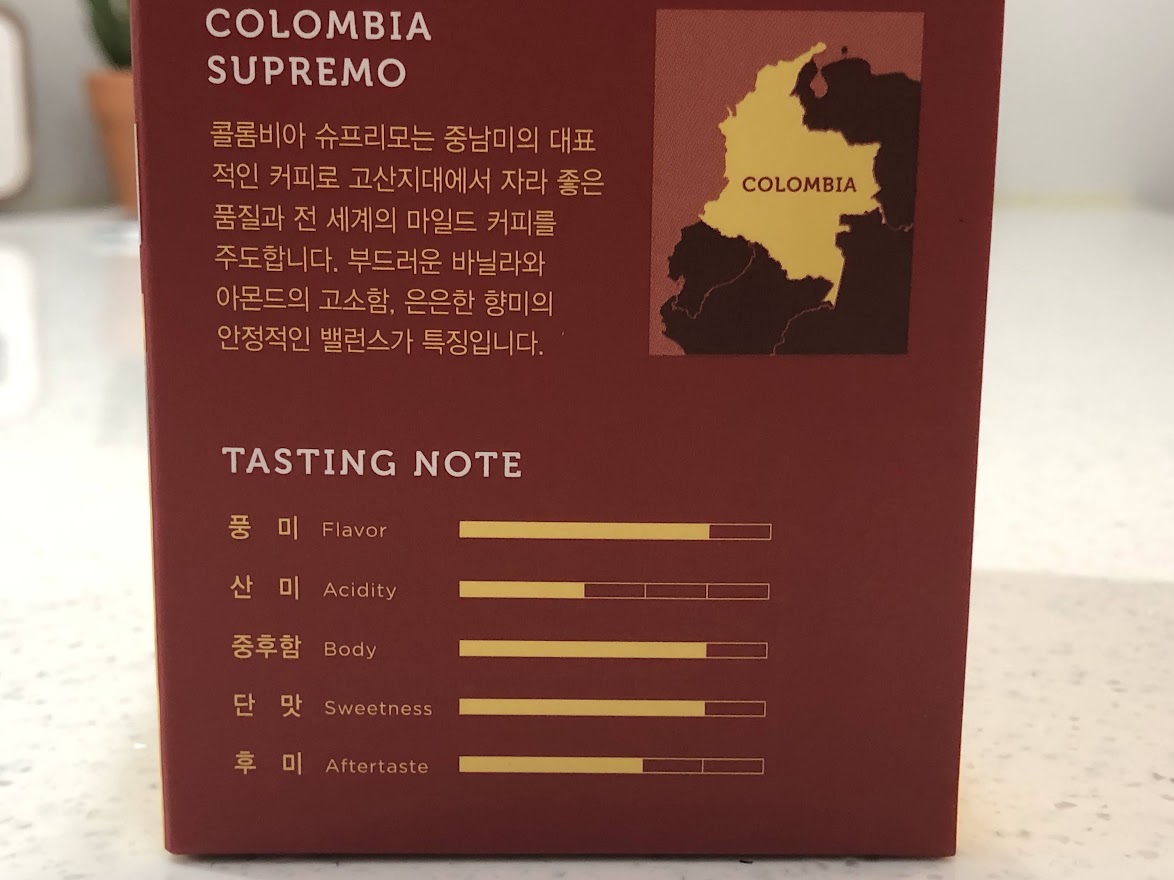 COLOMBIA
SUPREMO
콜롬비아 슈프리모는 중남미의 대표
적인 커피로 고산지대에서 자라 좋은
품질과 전 세계의 마일드 커피를
주도합니다. 부드러운 바닐라와
아몬드의 고소함, 은은한 향미의
안정적인 밸런스가 특징입니다.
COLOMBIA
TASTING NOTE
풍 미 Flavor
산 미 Acidity
중후함 Body
단 맛 Sweetness
후 미 Aftertaste